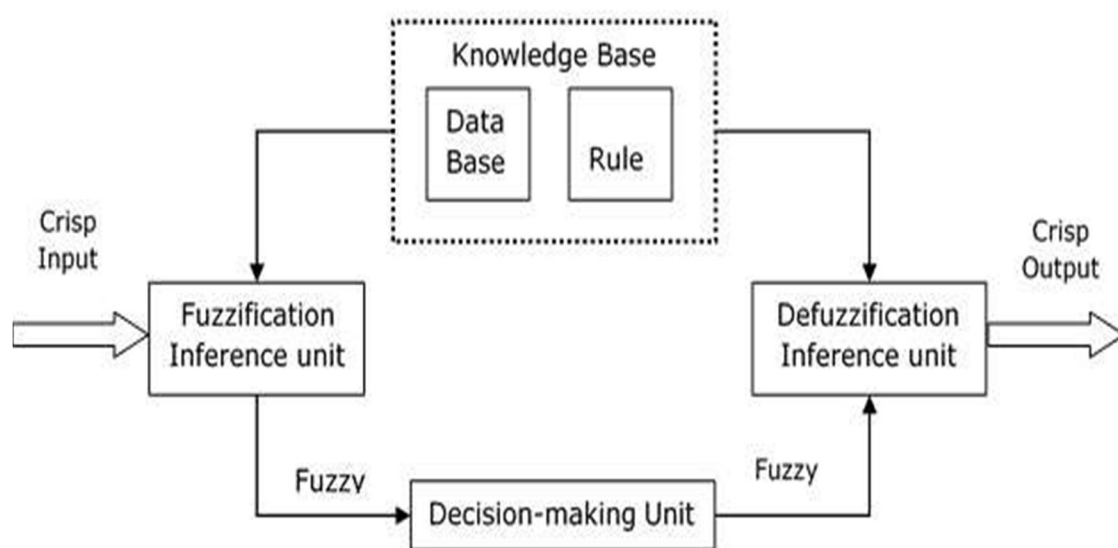 Knowledge Base
Data
Base
Rule
Crisp
Input
Fuzzification
Inference unit
Crisp
Output
Defuzzification
Inference unit
Fuzzy
Decision-making Unit
Fuzzy